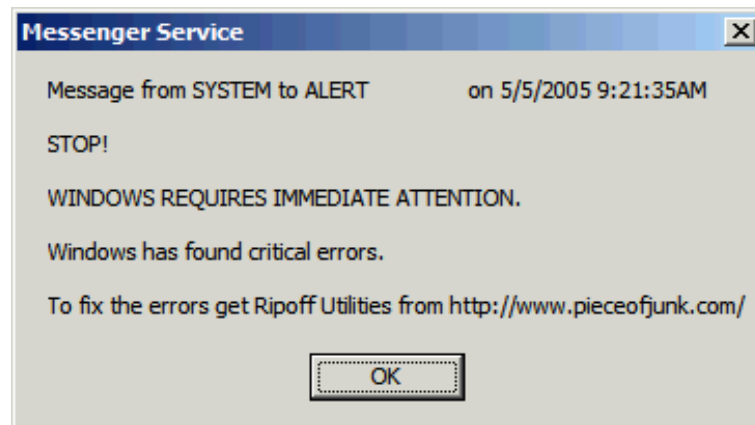 Messenger Service
Message from SYSTEM to ALERT on 5/5/2005 9:21:35AM
STOP!
WINDOWS REQUIRES IMMEDIATE ATTENTION.
Windows has found critical errors.
To fix the errors get Ripoff Utilities from http://www.pieceofjunk.com/
OK